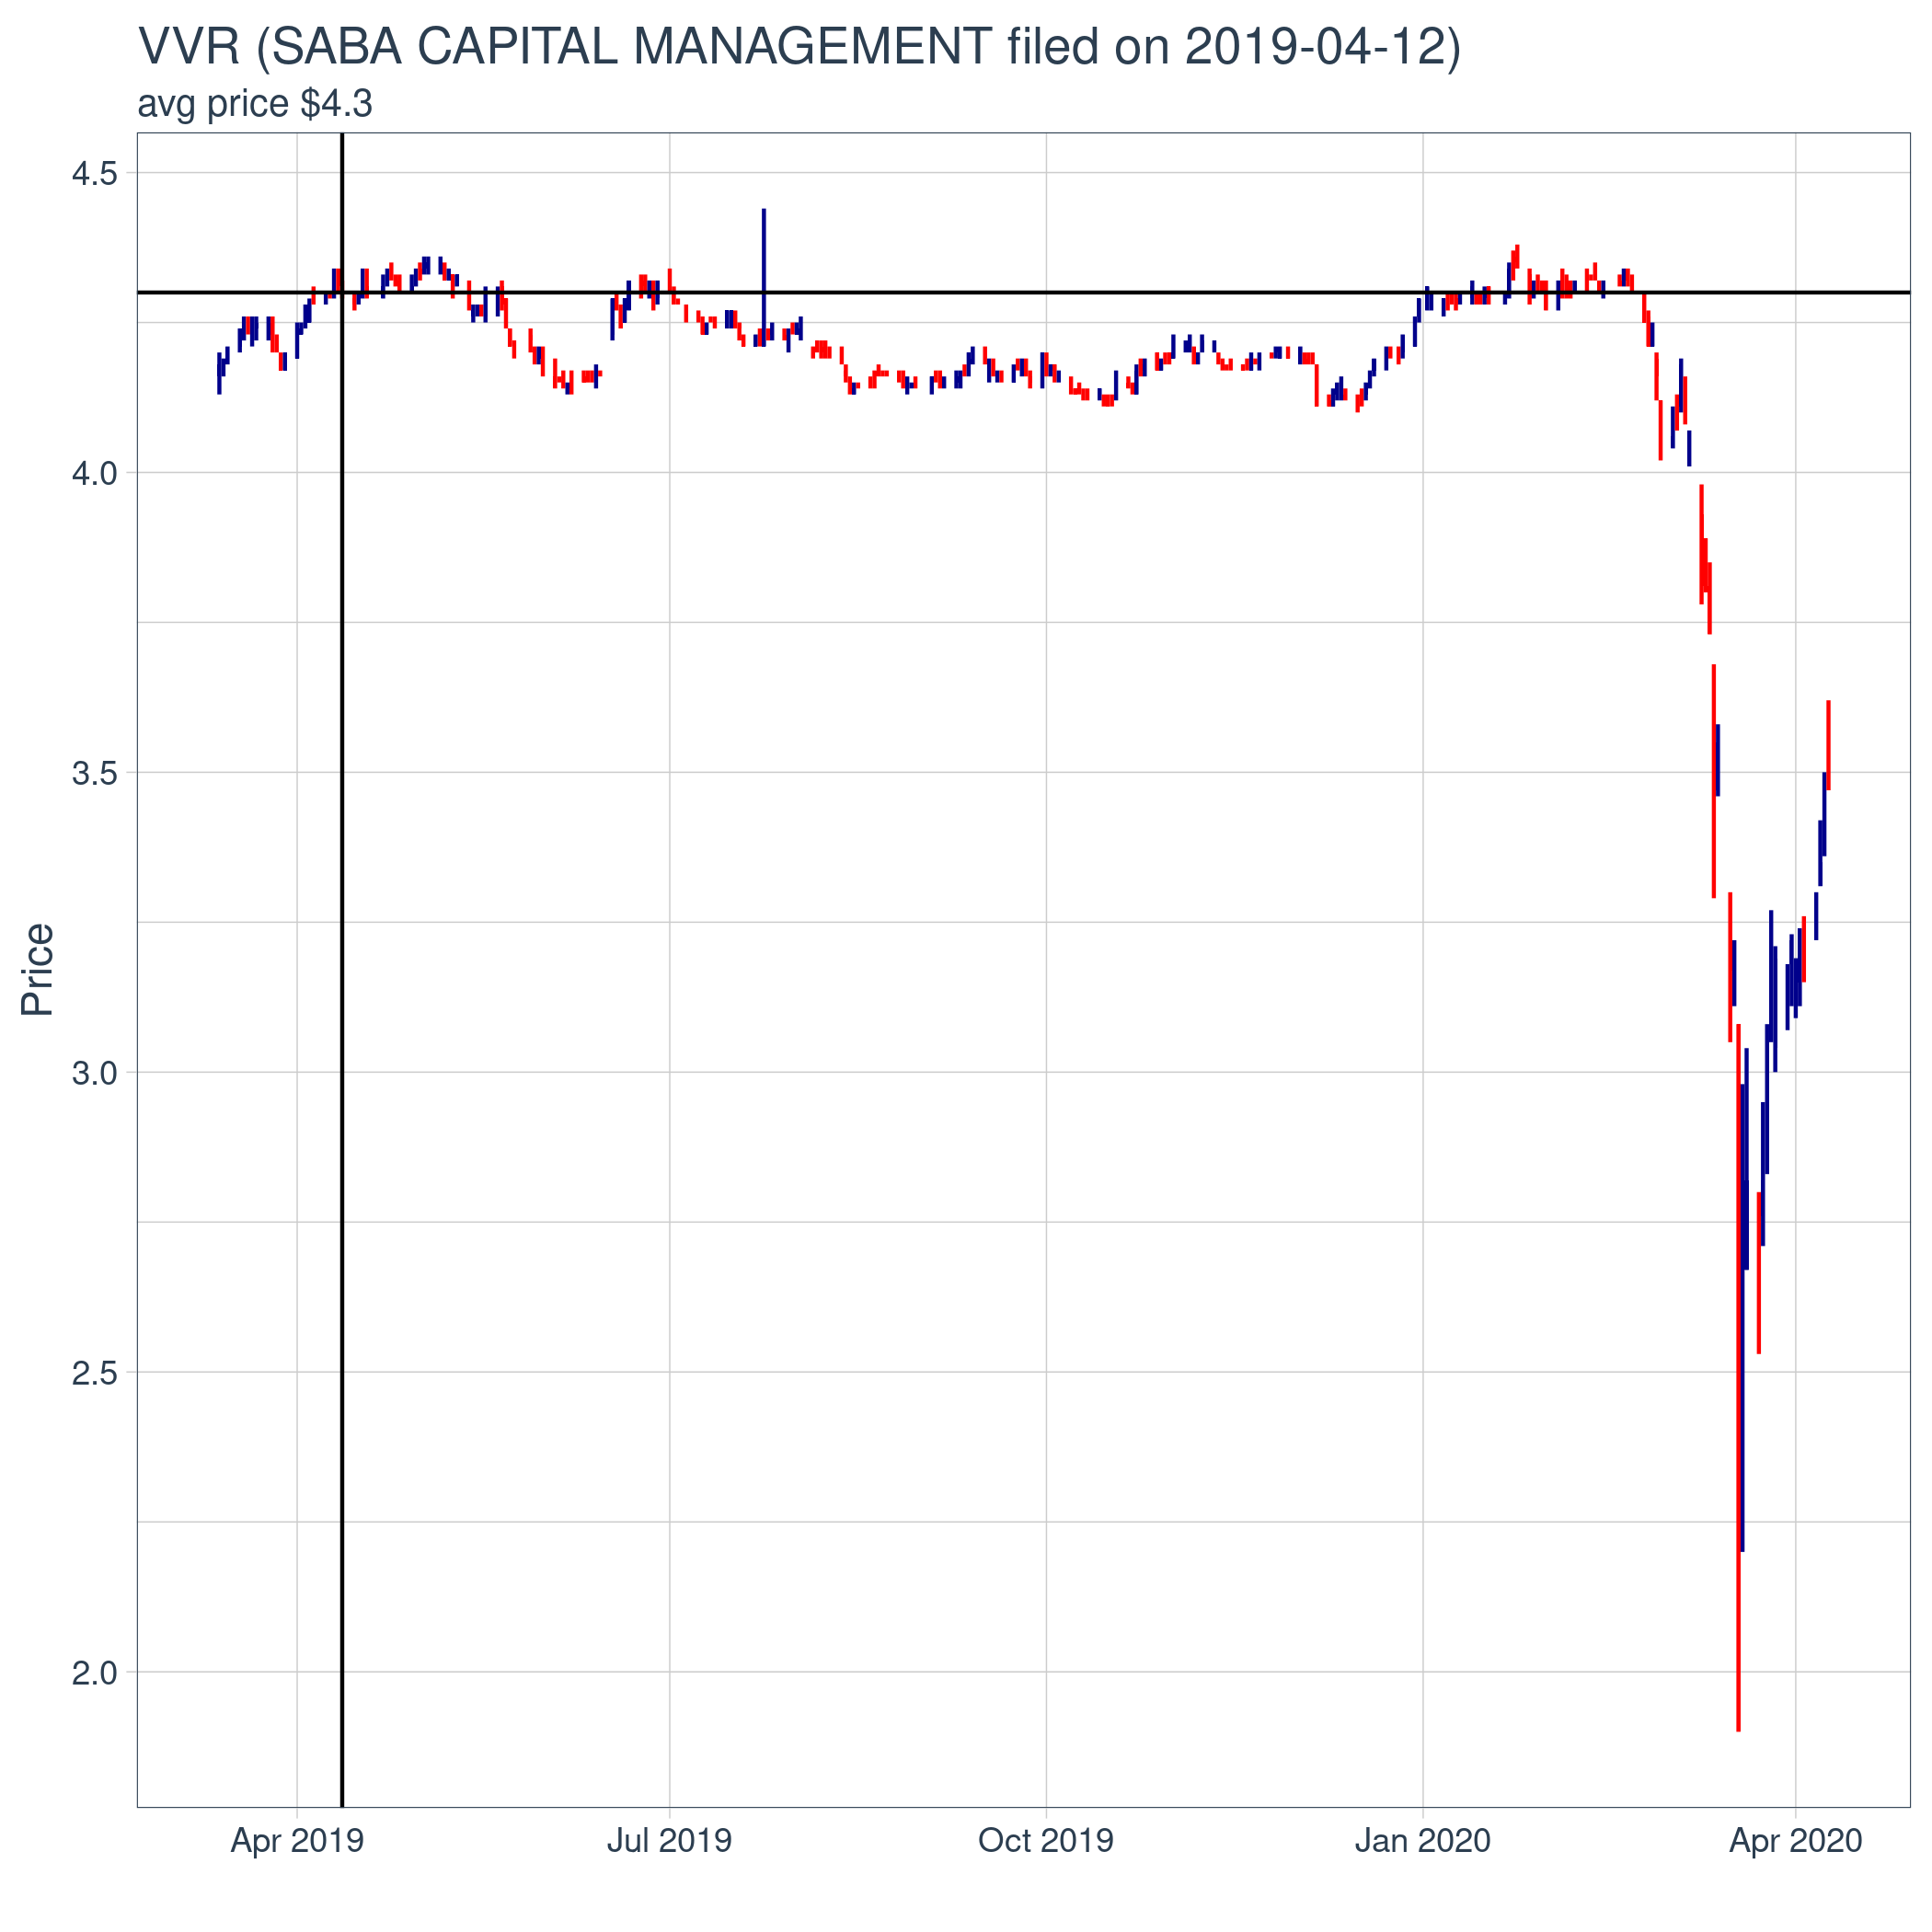 VVR (SABA CAPITAL MANAGEMENT filed on 2019-04-12)
avg price $4.3
4.5
4.0
3.5
3.0
2.5
2.0
Price
Apr 2019
Jul 2019
Oct 2019
Jan 2020
Apr 2020